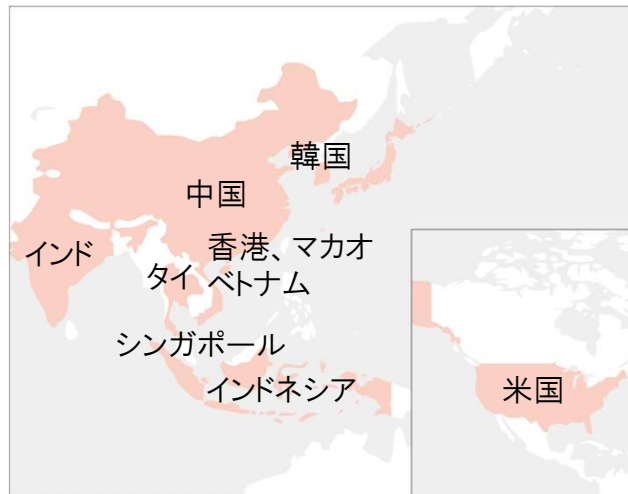 韓国
中国
インド
香港、マカオ
タイ
ベトナム
シンガポール
インドネシア
米国